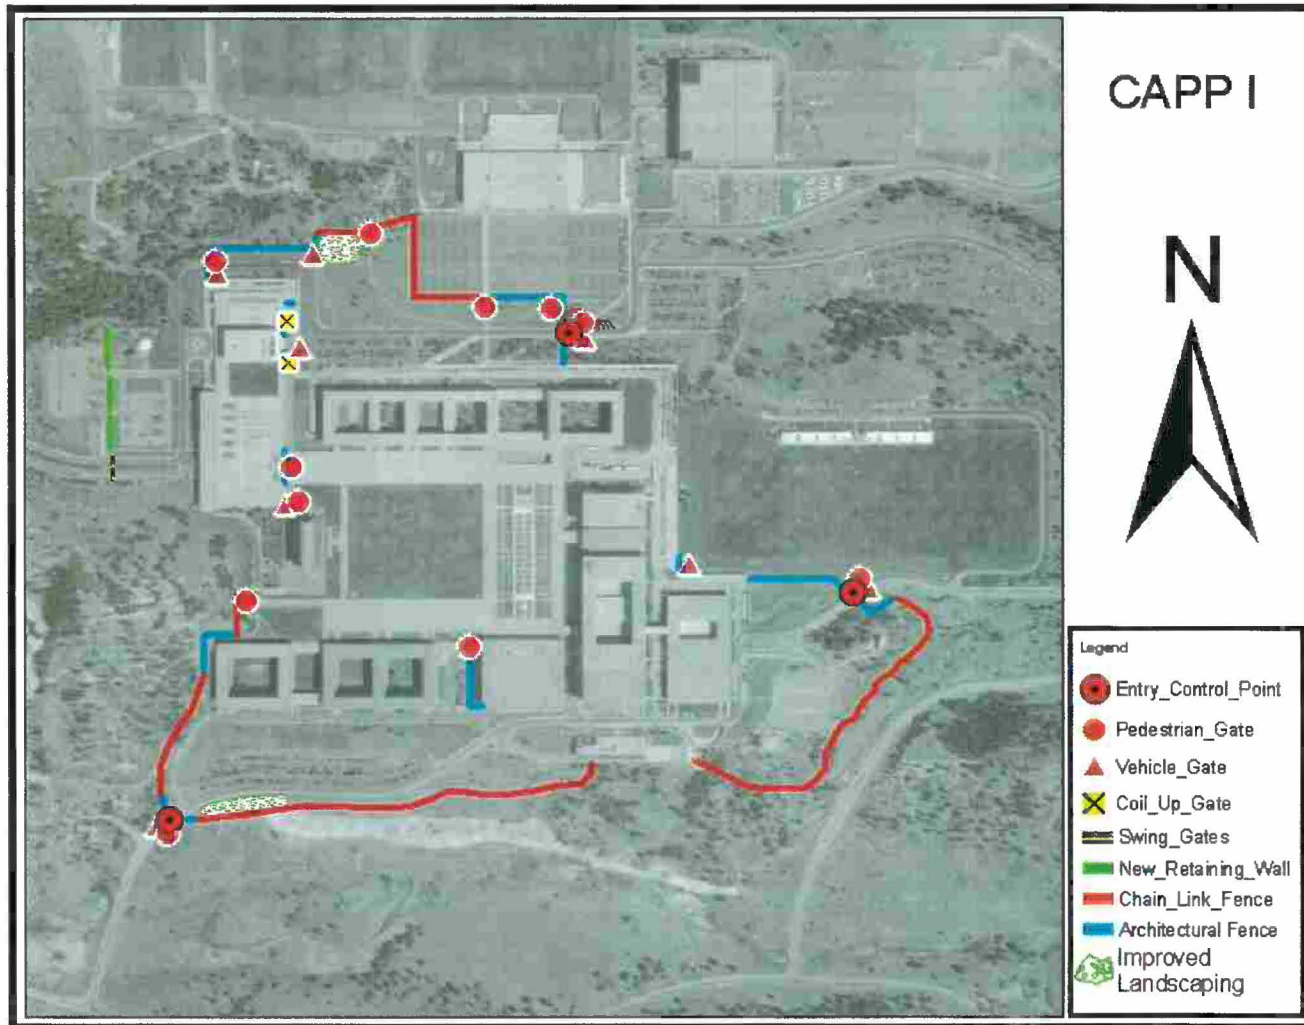 CAPP I
N
Legend
Entry_Control_Point
Pedestrian_Gate
Vehicle_Gate
Coil_Up_Gate
Swing_Gates
New_Retaining_Wall
Chain_Link_Fence
Architectural Fence
Improved
Landscaping